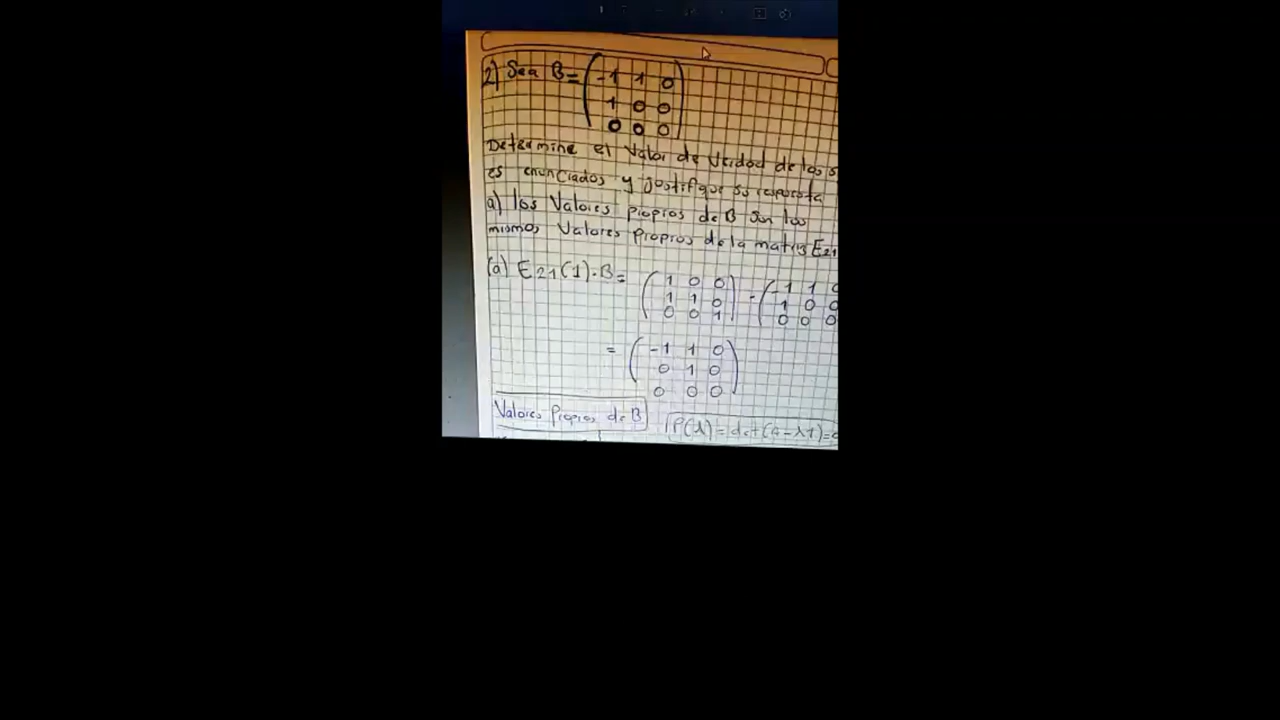 2) Sea B= (-1 1 0
1 0 0
0 0 0)
Determine el valor de verdad de los s
es enunciados y justifique su respuesta
a) los valores propios de B son los
mismos valores propios de la matriz E21
(a) E21(1)·B= (1 0 0 · (-1 1 0
1 1 0 1 0 0
0 0 1) 0 0 0
= (-1 1 0
0 1 0
0 0 0)
Valores Propios de B P(λ)=det(A-λI)=0